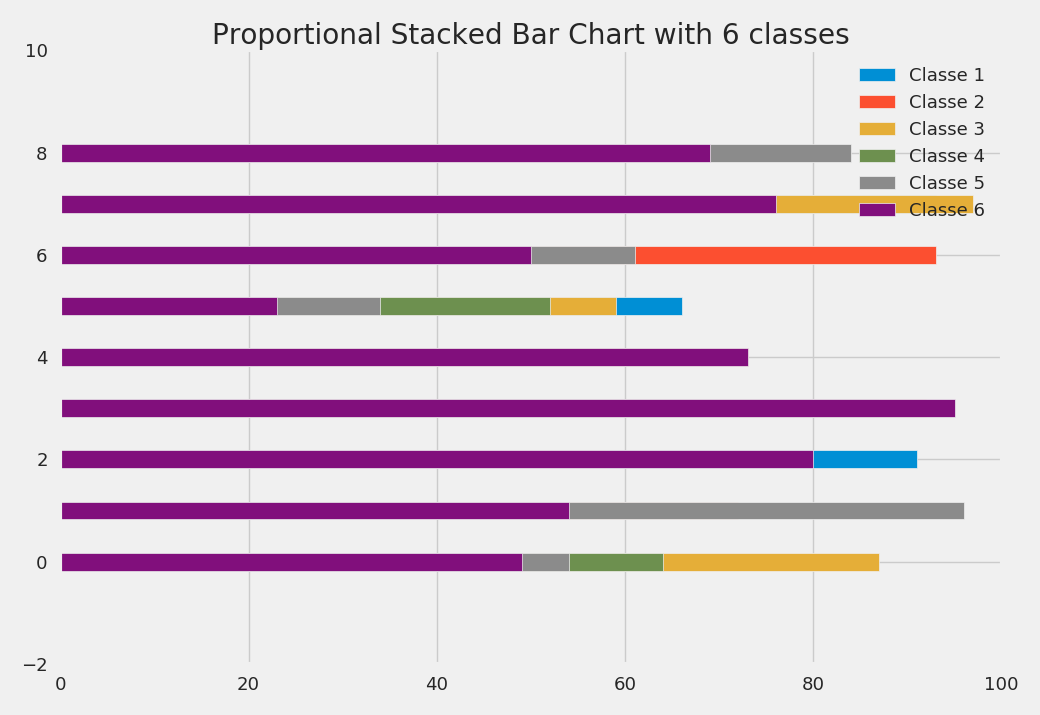 Proportional Stacked Bar Chart with 6 classes
10
8
6
4
2
0
−2
0 20 40 60 80 100
Classe 1
Classe 2
Classe 3
Classe 4
Classe 5
Classe 6